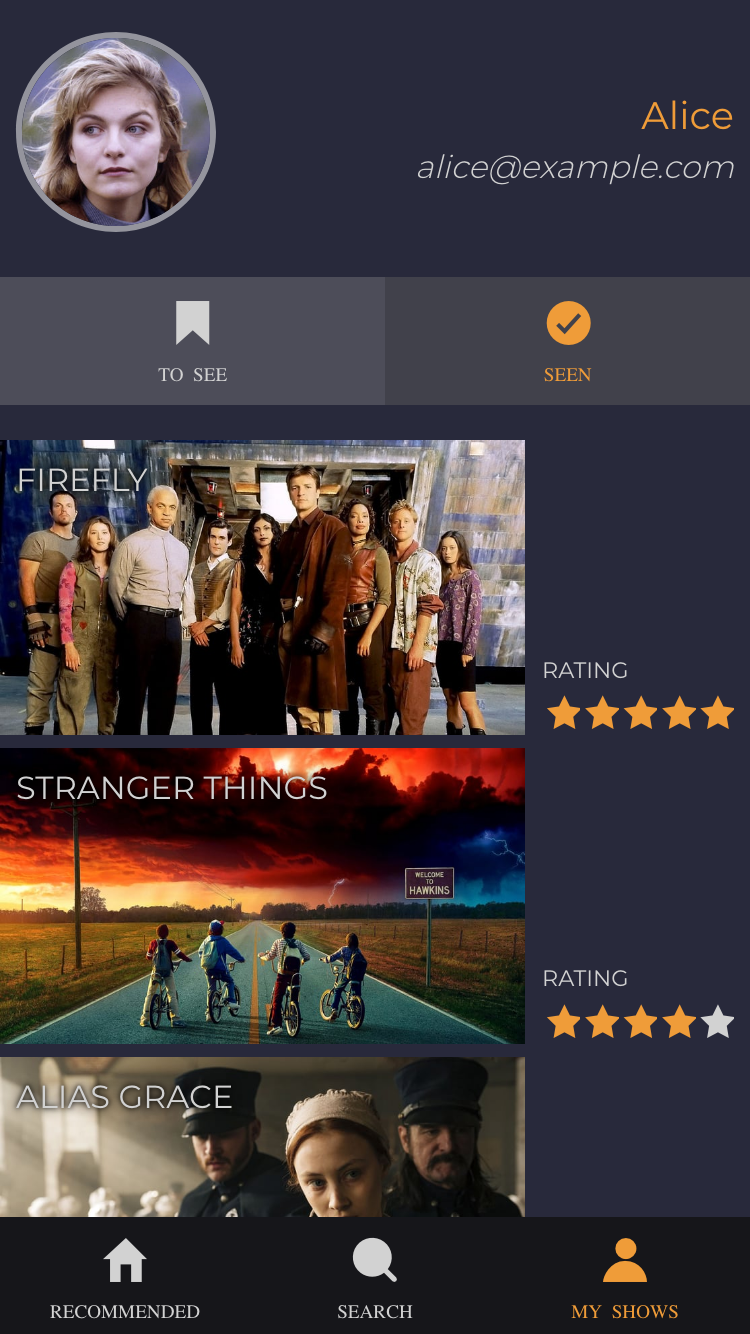 Alice
alice@example.com
TO SEE
SEEN
FIREFLY
RATING
STRANGER THINGS
WELCOME
TO
HAWKINS
RATING
ALIAS GRACE
RECOMMENDED
SEARCH
MY SHOWS